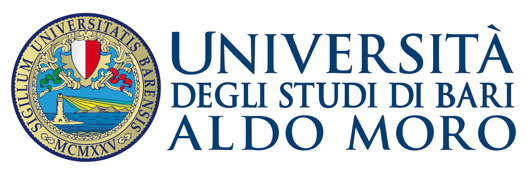 SIGILLUM UNIVERSITATIS BARENSIS
MCMXXV
UNIVERSITÀ
DEGLI STUDI DI BARI
ALDO MORO